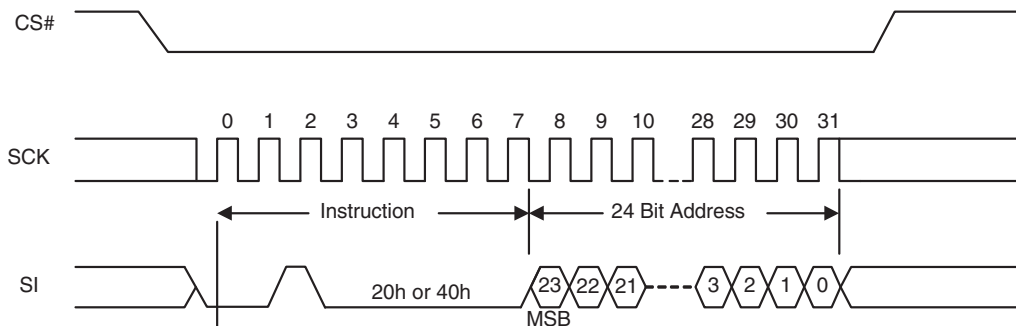 CS#
0 1 2 3 4 5 6 7 8 9 10 28 29 30 31
SCK
Instruction 24 Bit Address
SI 20h or 40h 23 22 21 3 2 1 0
MSB